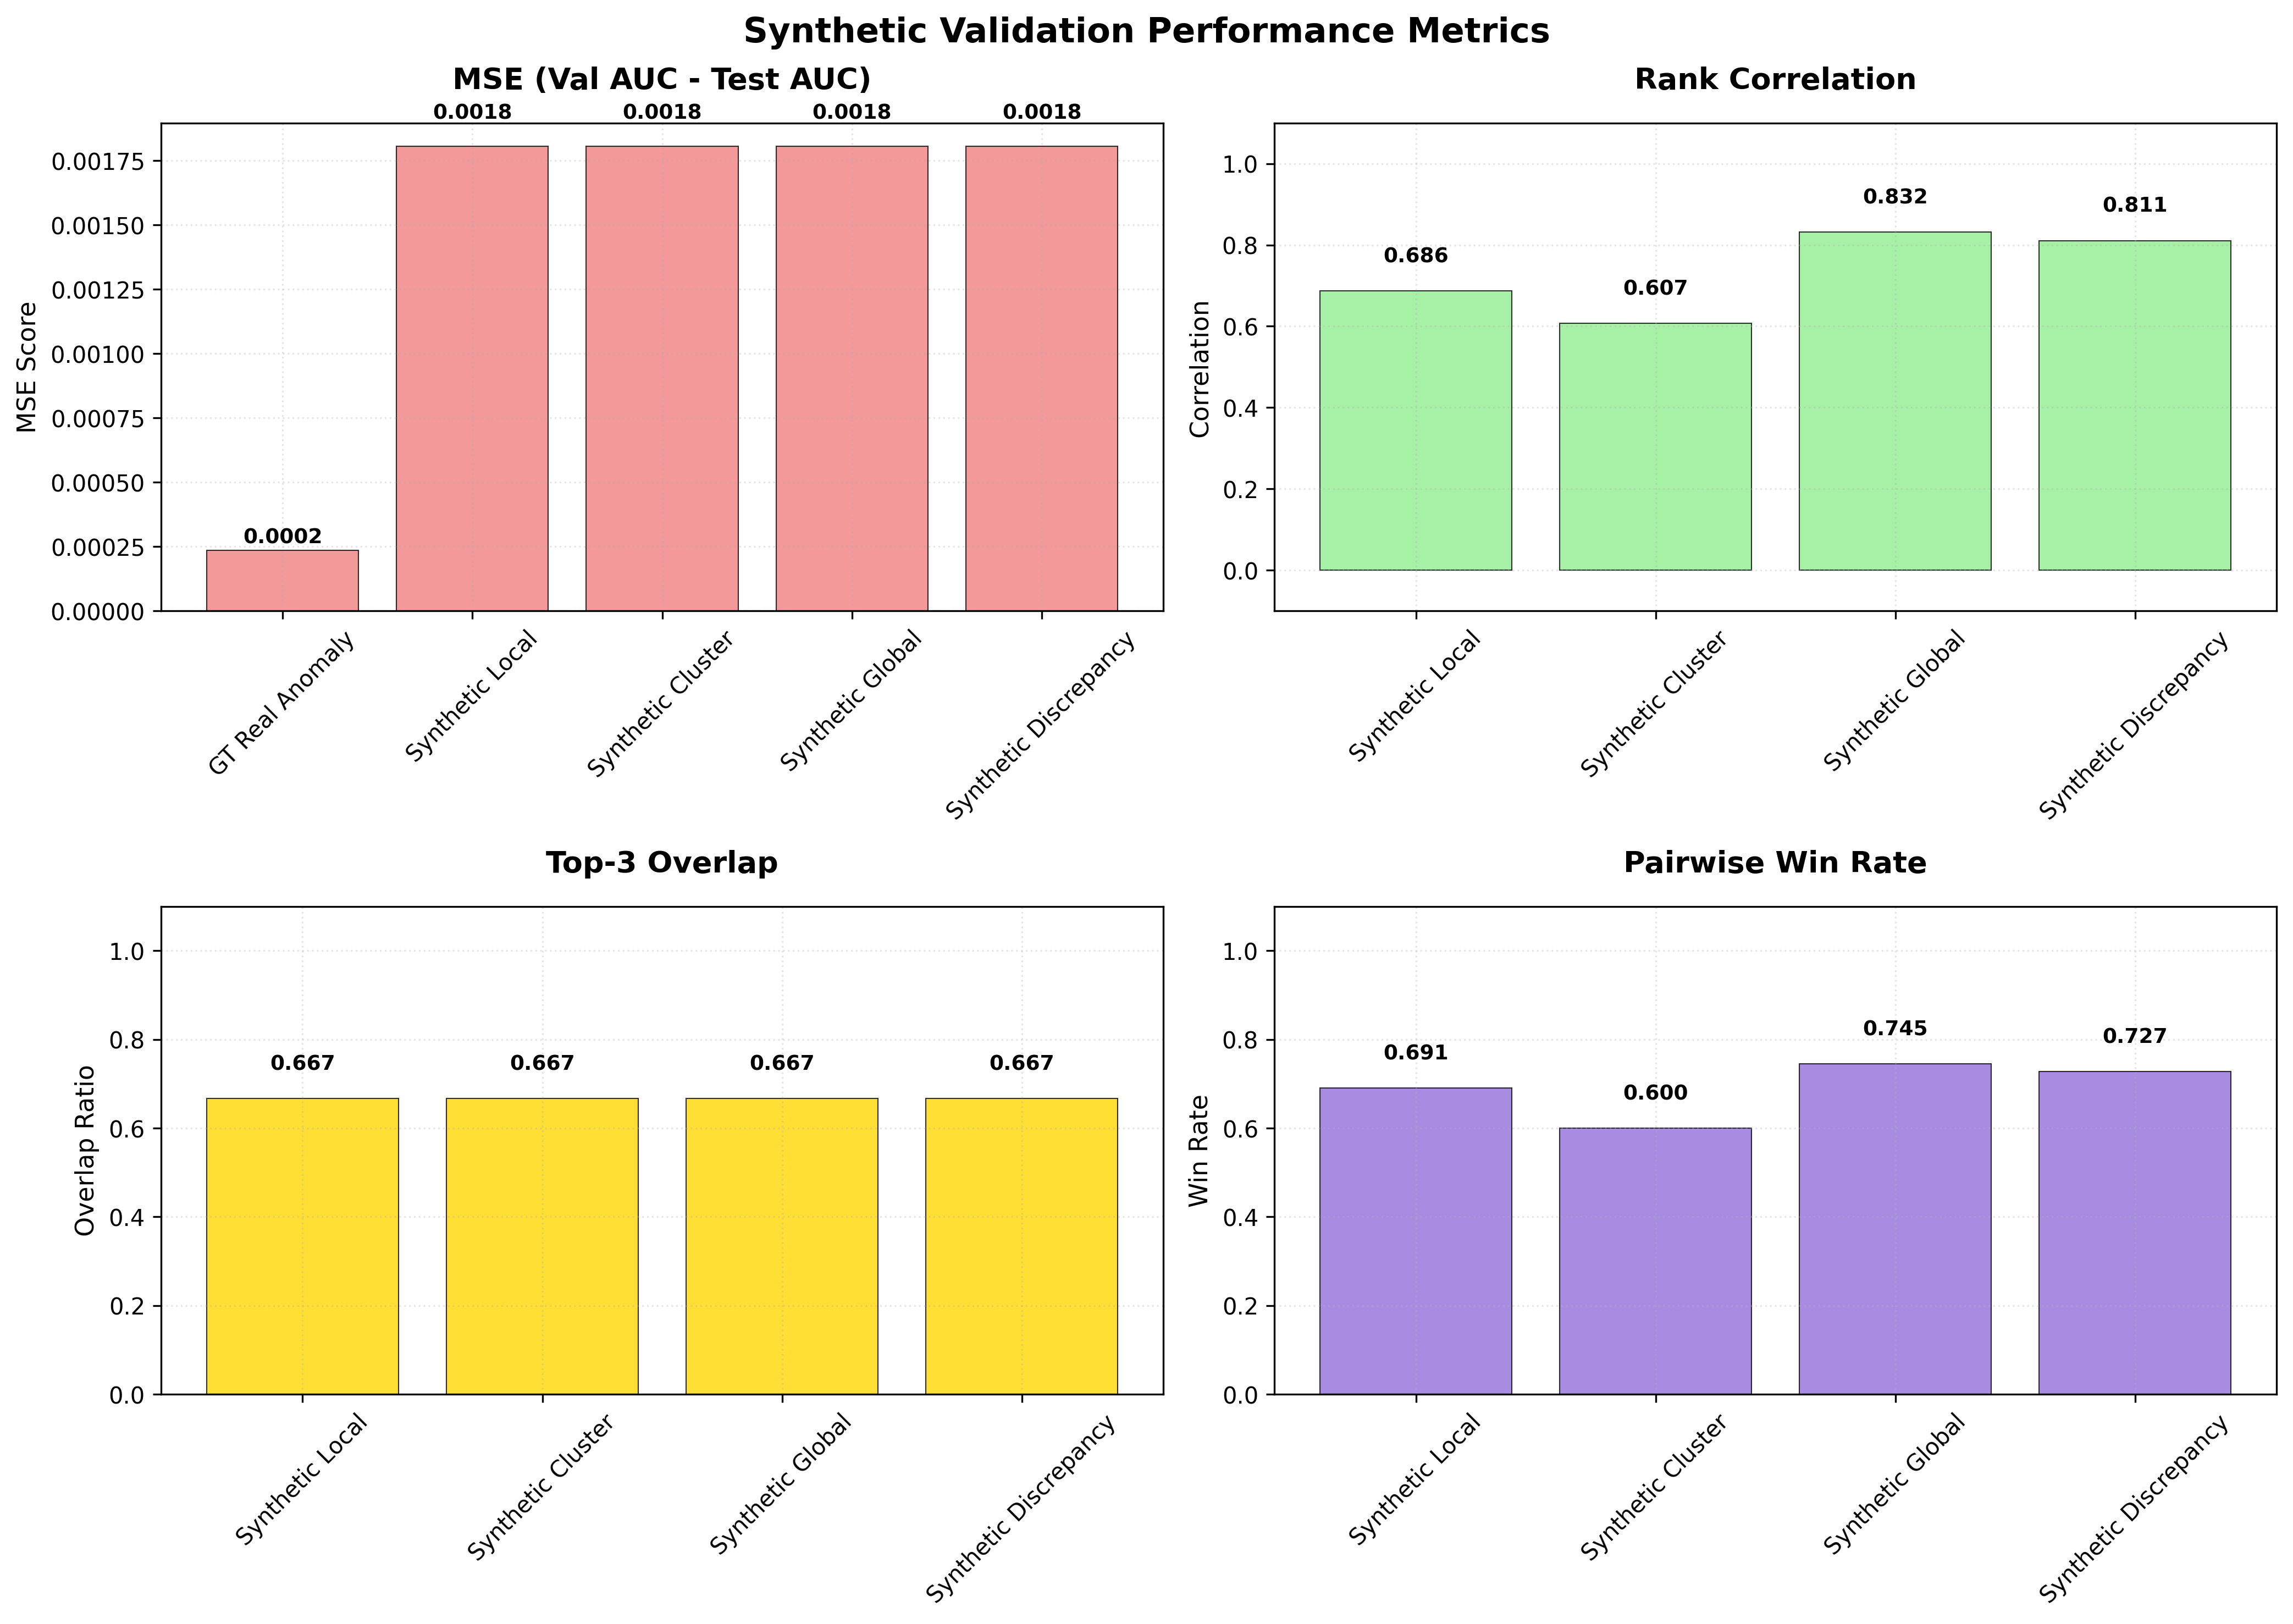 Synthetic Validation Performance Metrics
MSE (Val AUC - Test AUC)
0.0018 0.0018 0.0018 0.0018
0.0002
MSE Score
0.00175
0.00150
0.00125
0.00100
0.00075
0.00050
0.00025
0.00000
GT Real Anomaly
Synthetic Local
Synthetic Cluster
Synthetic Global
Synthetic Discrepancy
Rank Correlation
0.686
0.607
0.832
0.811
Correlation
1.0
0.8
0.6
0.4
0.2
0.0
Synthetic Local
Synthetic Cluster
Synthetic Global
Synthetic Discrepancy
Top-3 Overlap
0.667 0.667 0.667 0.667
Overlap Ratio
1.0
0.8
0.6
0.4
0.2
0.0
Synthetic Local
Synthetic Cluster
Synthetic Global
Synthetic Discrepancy
Pairwise Win Rate
0.691
0.600
0.745
0.727
Win Rate
1.0
0.8
0.6
0.4
0.2
0.0
Synthetic Local
Synthetic Cluster
Synthetic Global
Synthetic Discrepancy